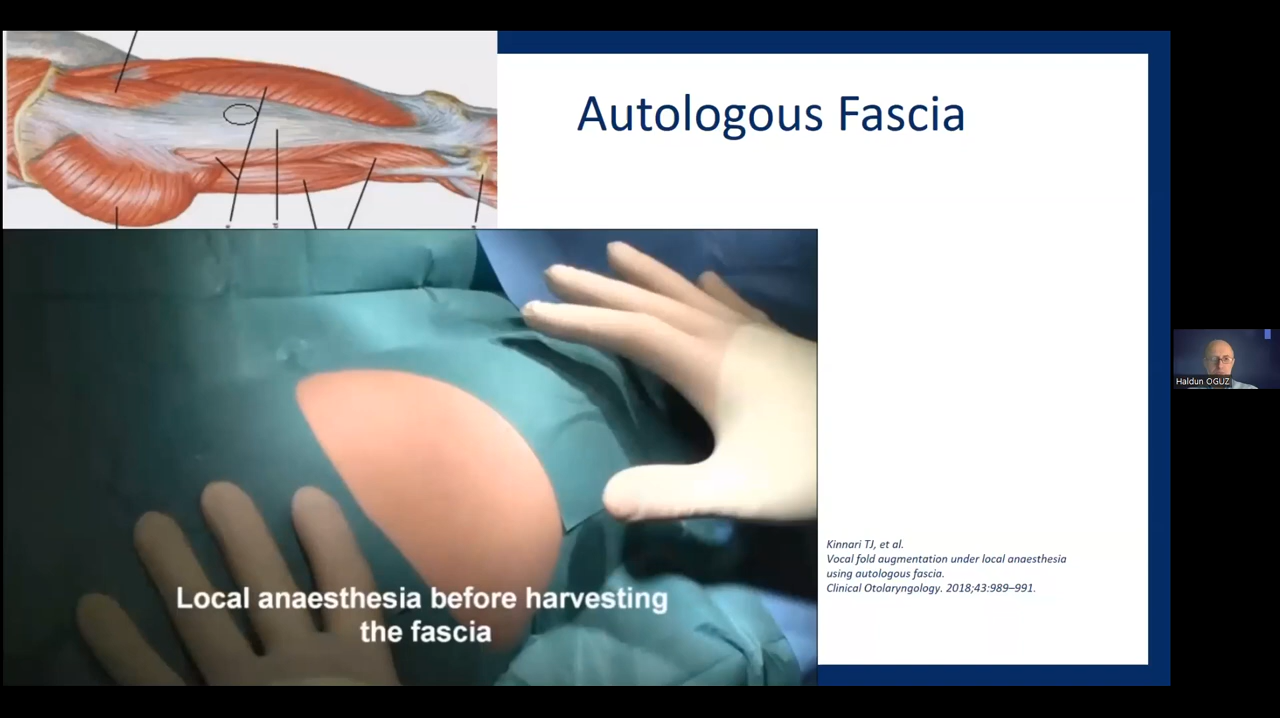 Autologous Fascia
Local anaesthesia before harvesting
the fascia
Kinnari TJ, et al.
Vocal fold augmentation under local anaesthesia
using autologous fascia.
Clinical Otolaryngology. 2018;43:989–991.
Haldun OGUZ